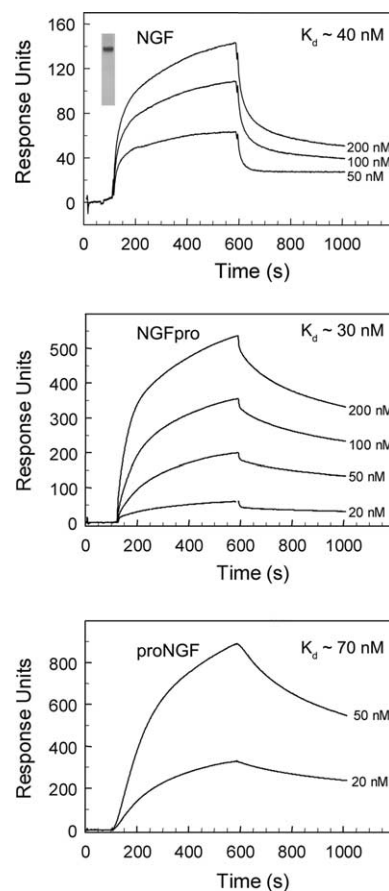 NGF
K_d ~ 40 nM
160
120
80
40
0
Response Units
200 nM
100 nM
50 nM
0 200 400 600 800 1000
Time (s)
NGFpro
K_d ~ 30 nM
500
400
300
200
100
0
Response Units
200 nM
100 nM
50 nM
20 nM
0 200 400 600 800 1000
Time (s)
proNGF
K_d ~ 70 nM
800
600
400
200
0
Response Units
50 nM
20 nM
0 200 400 600 800 1000
Time (s)